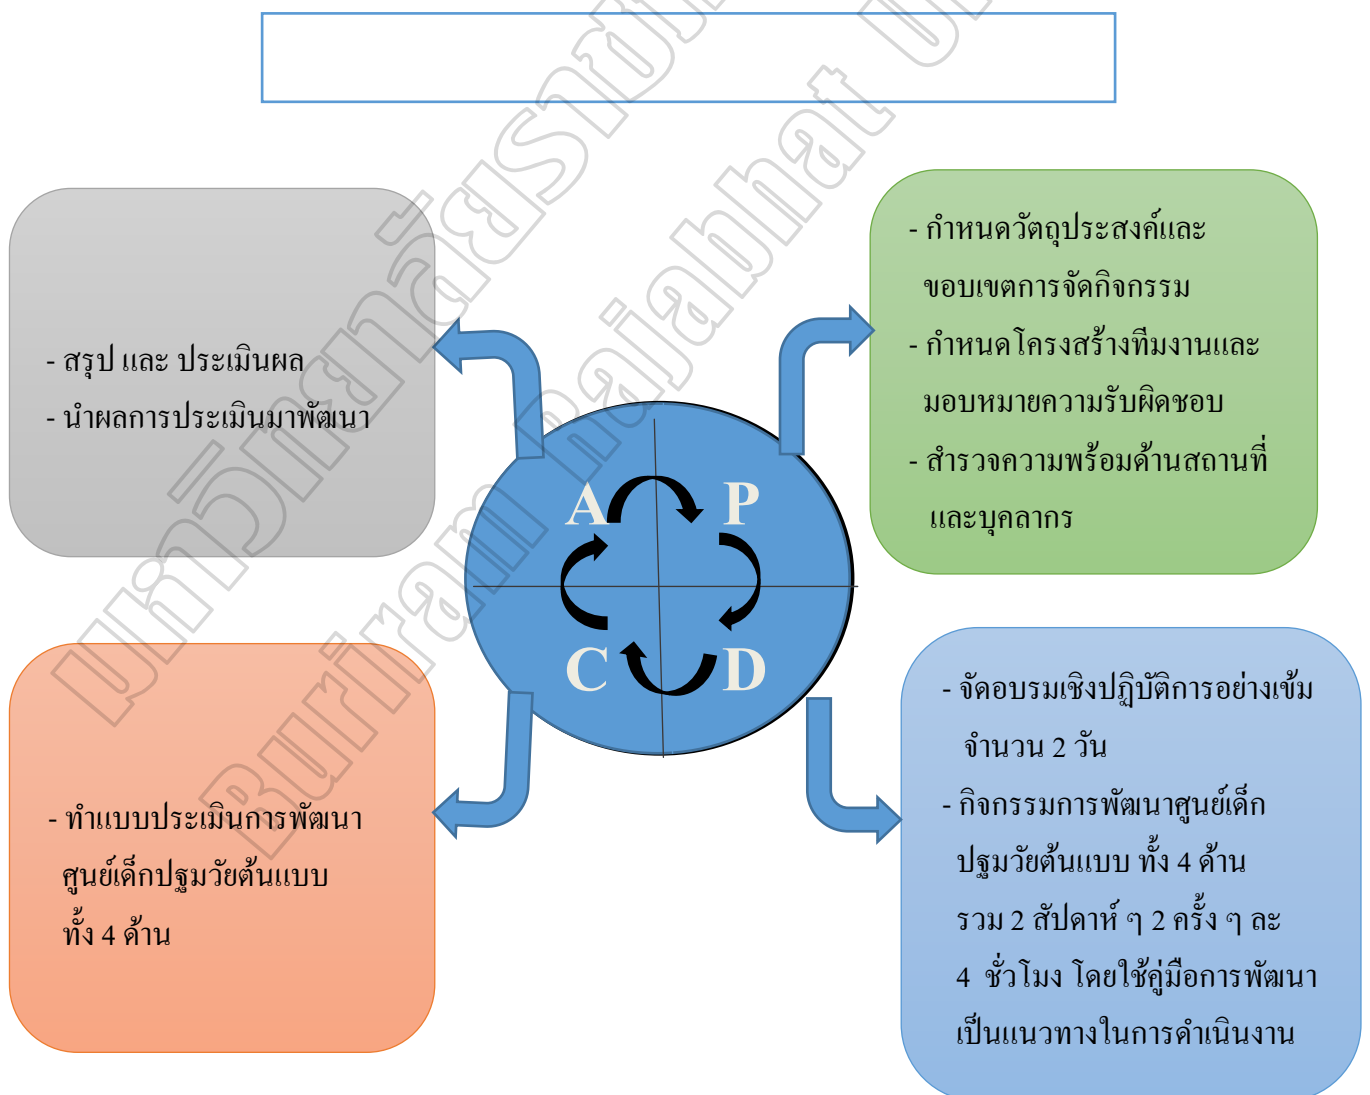 - สรุป และ ประเมินผล
- นำผลการประเมินมาพัฒนา
- กำหนดวัตถุประสงค์และ
ขอบเขตการจัดกิจกรรม
- กำหนดโครงสร้างทีมงานและ
มอบหมายความรับผิดชอบ
- สำรวจความพร้อมด้านสถานที่
และบุคลากร
A P
C D
- ทำแบบประเมินการพัฒนา
ศูนย์เด็กปฐมวัยต้นแบบ
ทั้ง 4 ด้าน
- จัดอบรมเชิงปฏิบัติการอย่างเข้ม
จำนวน 2 วัน
- กิจกรรมการพัฒนาศูนย์เด็ก
ปฐมวัยต้นแบบ ทั้ง 4 ด้าน
รวม 2 สัปดาห์ ๆ 2 ครั้ง ๆ ละ
4 ชั่วโมง โดยใช้คู่มือการพัฒนา
เป็นแนวทางในการดำเนินงาน
มหาวิทยาลัยราชภั
Buriram Rajabhat U